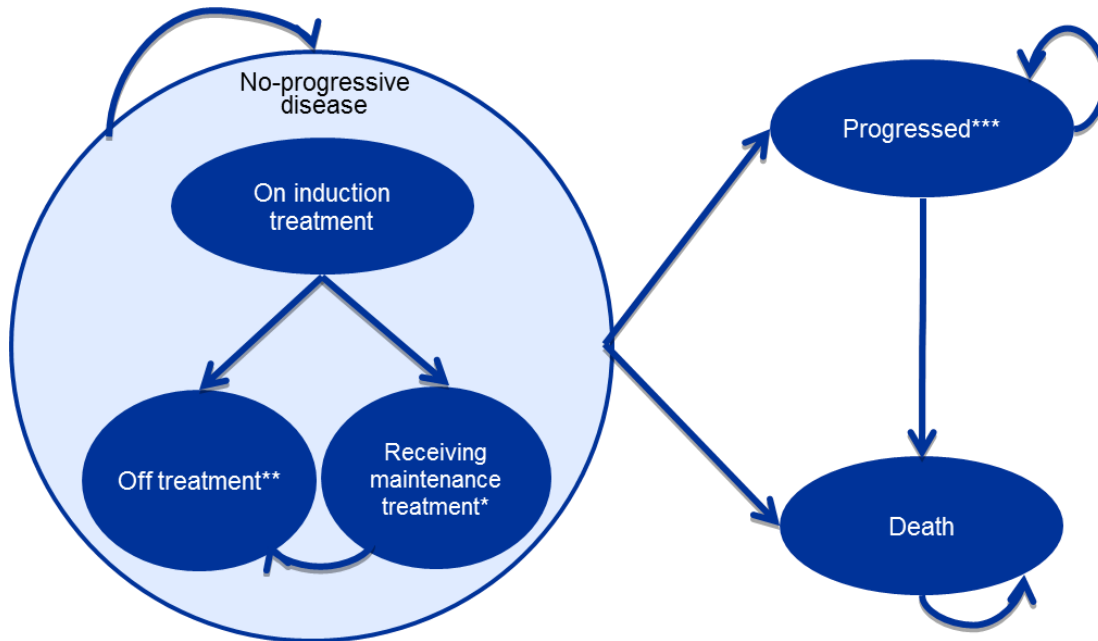 No-progressive
disease
On induction
treatment
Off treatment**
Receiving
maintenance
treatment*
Progressed***
Death